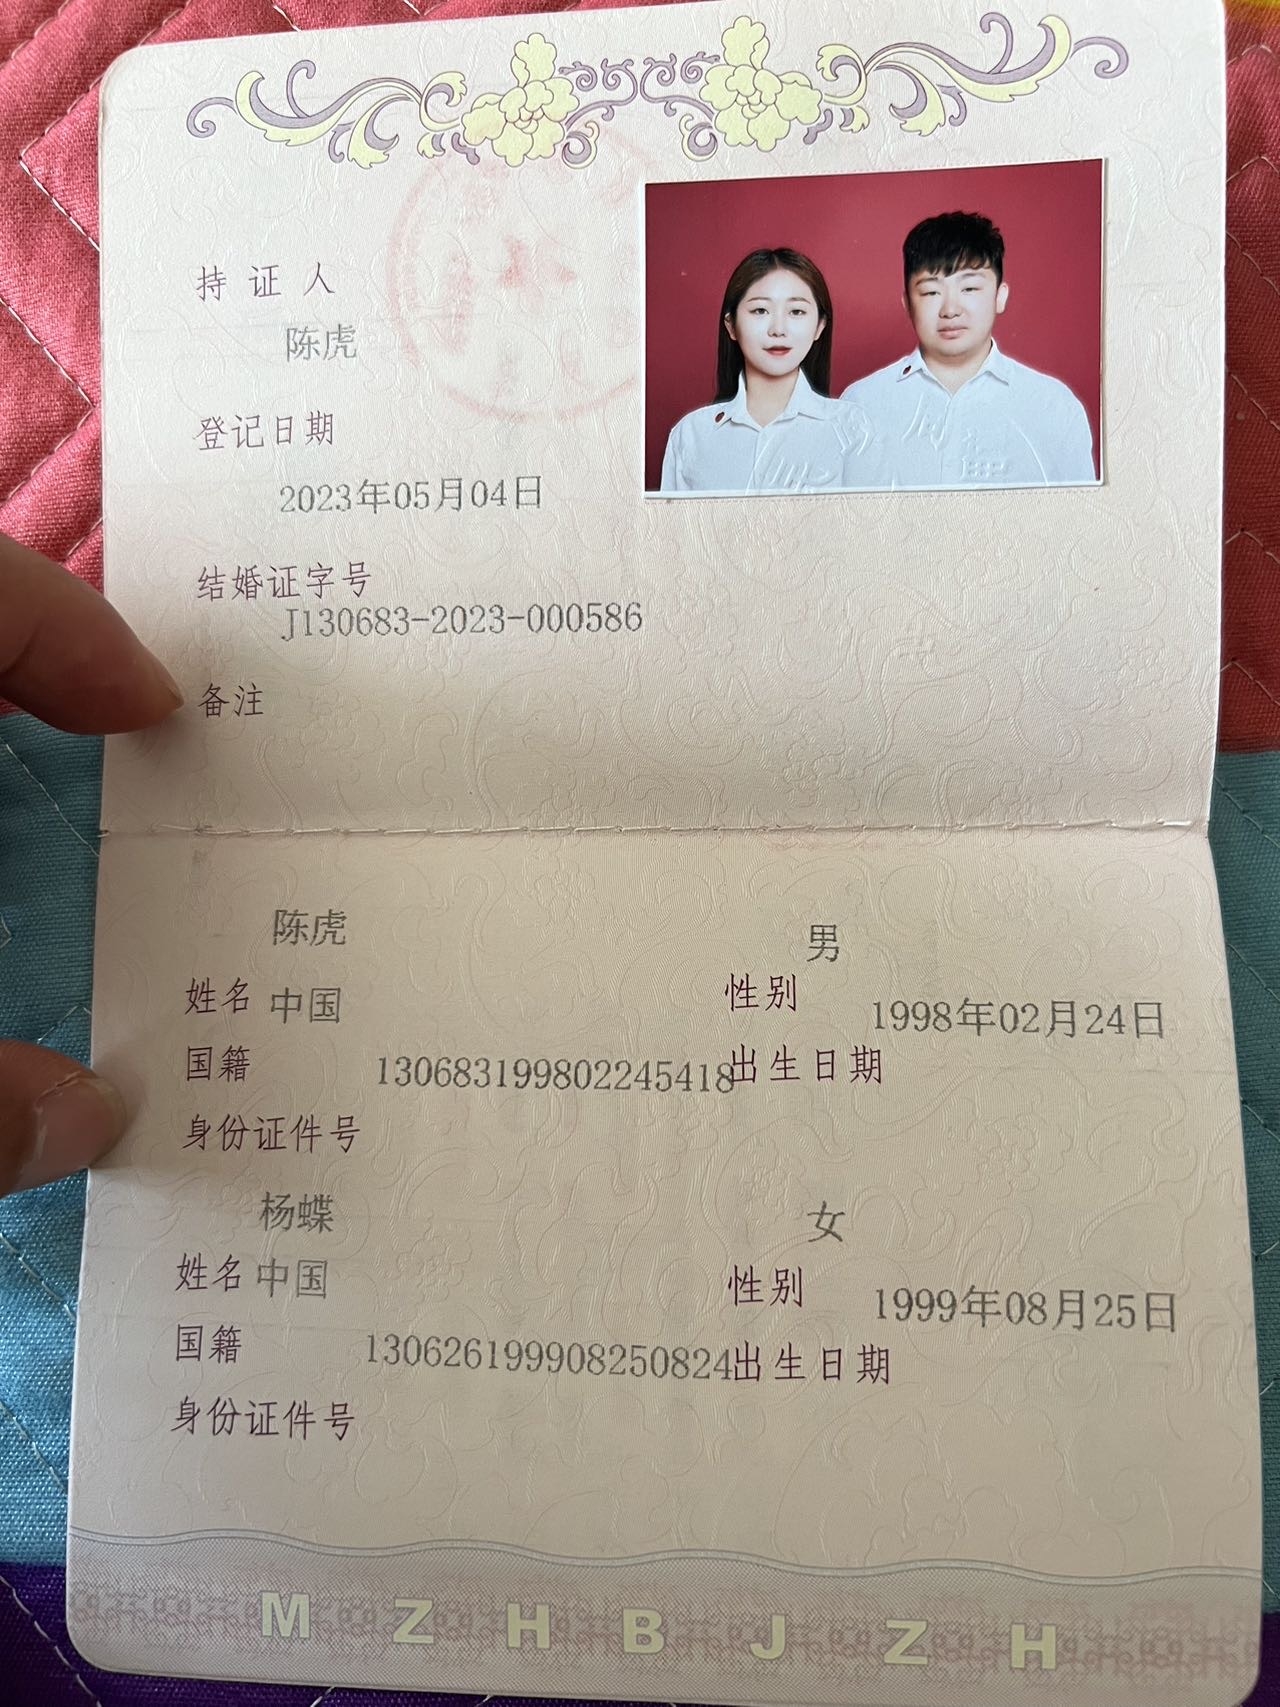 持证人
陈虎
登记日期
2023年05月04日
结婚证字号
J130683-2023-000586
备注
陈虎 男
姓名 中国 性别 1998年02月24日
国籍 130683199802245418 出生日期
身份证件号
杨蝶 女
姓名 中国 性别 1999年08月25日
国籍 130626199908250824 出生日期
身份证件号
M Z H B J Z H